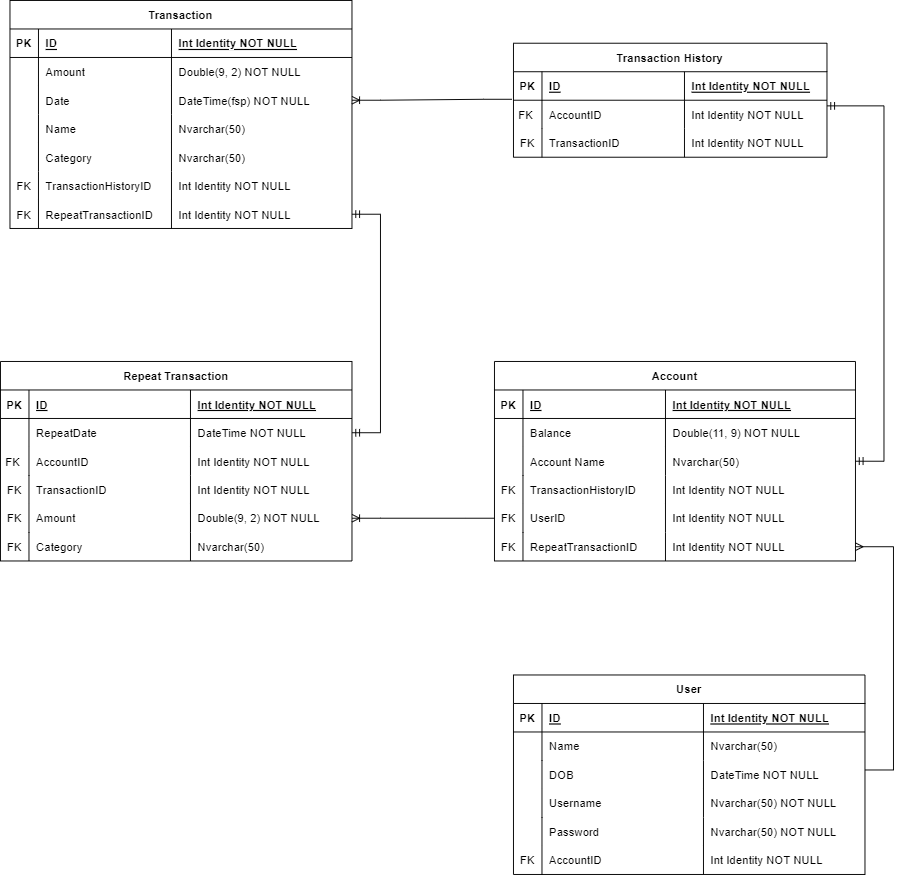 Transaction
PK ID Int Identity NOT NULL
Amount Double(9, 2) NOT NULL
Date DateTime(fsp) NOT NULL
Name Nvarchar(50)
Category Nvarchar(50)
FK TransactionHistoryID Int Identity NOT NULL
FK RepeatTransactionID Int Identity NOT NULL
Transaction History
PK ID Int Identity NOT NULL
FK AccountID Int Identity NOT NULL
FK TransactionID Int Identity NOT NULL
Repeat Transaction
PK ID Int Identity NOT NULL
RepeatDate DateTime NOT NULL
FK AccountID Int Identity NOT NULL
FK TransactionID Int Identity NOT NULL
FK Amount Double(9, 2) NOT NULL
FK Category Nvarchar(50)
Account
PK ID Int Identity NOT NULL
Balance Double(11, 9) NOT NULL
Account Name Nvarchar(50)
FK TransactionHistoryID Int Identity NOT NULL
FK UserID Int Identity NOT NULL
FK RepeatTransactionID Int Identity NOT NULL
User
PK ID Int Identity NOT NULL
Name Nvarchar(50)
DOB DateTime NOT NULL
Username Nvarchar(50) NOT NULL
Password Nvarchar(50) NOT NULL
FK AccountID Int Identity NOT NULL